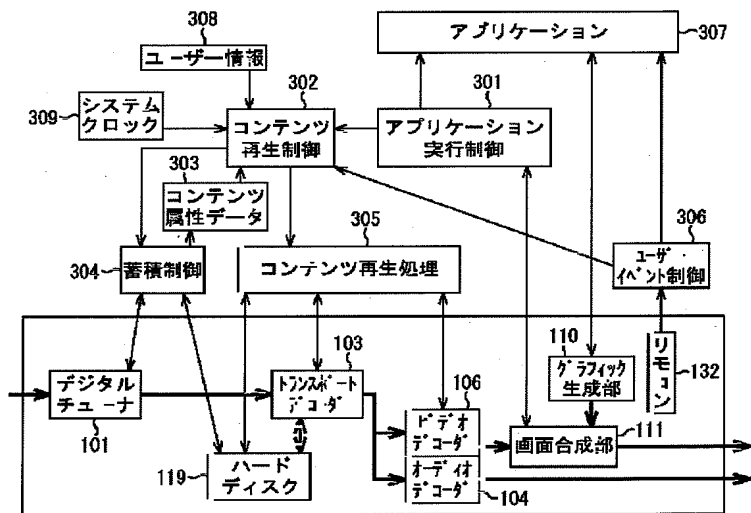 308
ユーザー情報
アプリケーション
307
309
システム
クロック
302
コンテンツ
再生制御
301
アプリケーション
実行制御
303
コンテンツ
属性データ
304
蓄積制御
305
コンテンツ再生処理
306
ユーザ
イベント制御
デジタル
チューナ
101
103
トランスポート
デコーダ
119
ハード
ディスク
106
ビデオ
デコーダ
オーディオ
デコーダ
104
110
グラフィック
生成部
画面合成部
111
リモコン
132